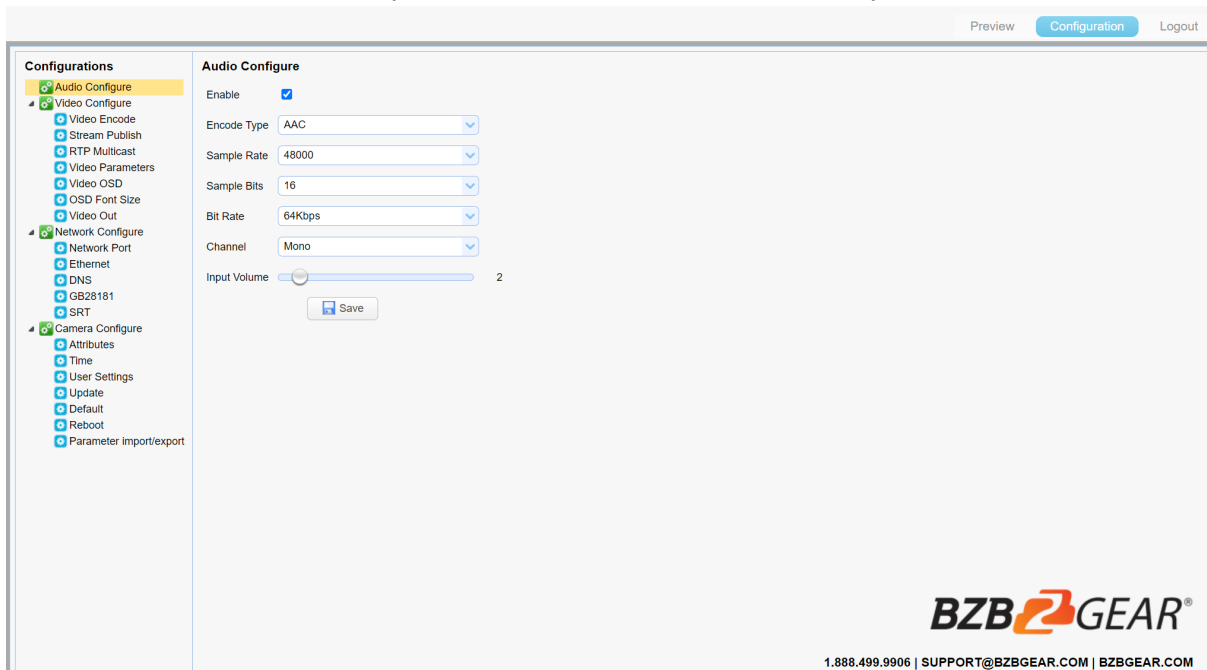 Preview Configuration Logout
Configurations
Audio Configure
Video Configure
Video Encode
Stream Publish
RTP Multicast
Video Parameters
Video OSD
OSD Font Size
Video Out
Network Configure
Network Port
Ethernet
DNS
GB28181
SRT
Camera Configure
Attributes
Time
User Settings
Update
Default
Reboot
Parameter import/export
Audio Configure
Enable
Encode Type AAC
Sample Rate 48000
Sample Bits 16
Bit Rate 64Kbps
Channel Mono
Input Volume 2
Save
BZB GEAR®
1.888.499.9906 | SUPPORT@BZBGEAR.COM | BZBGEAR.COM